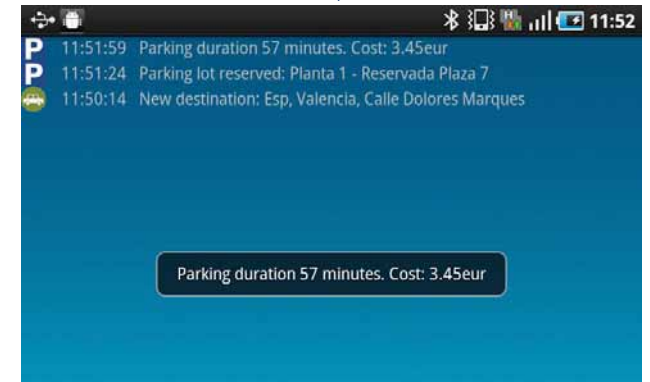 11:52
P 11:51:59 Parking duration 57 minutes. Cost: 3.45eur
P 11:51:24 Parking lot reserved: Planta 1 - Reservada Plaza 7
11:50:14 New destination: Esp, Valencia, Calle Dolores Marques
Parking duration 57 minutes. Cost: 3.45eur